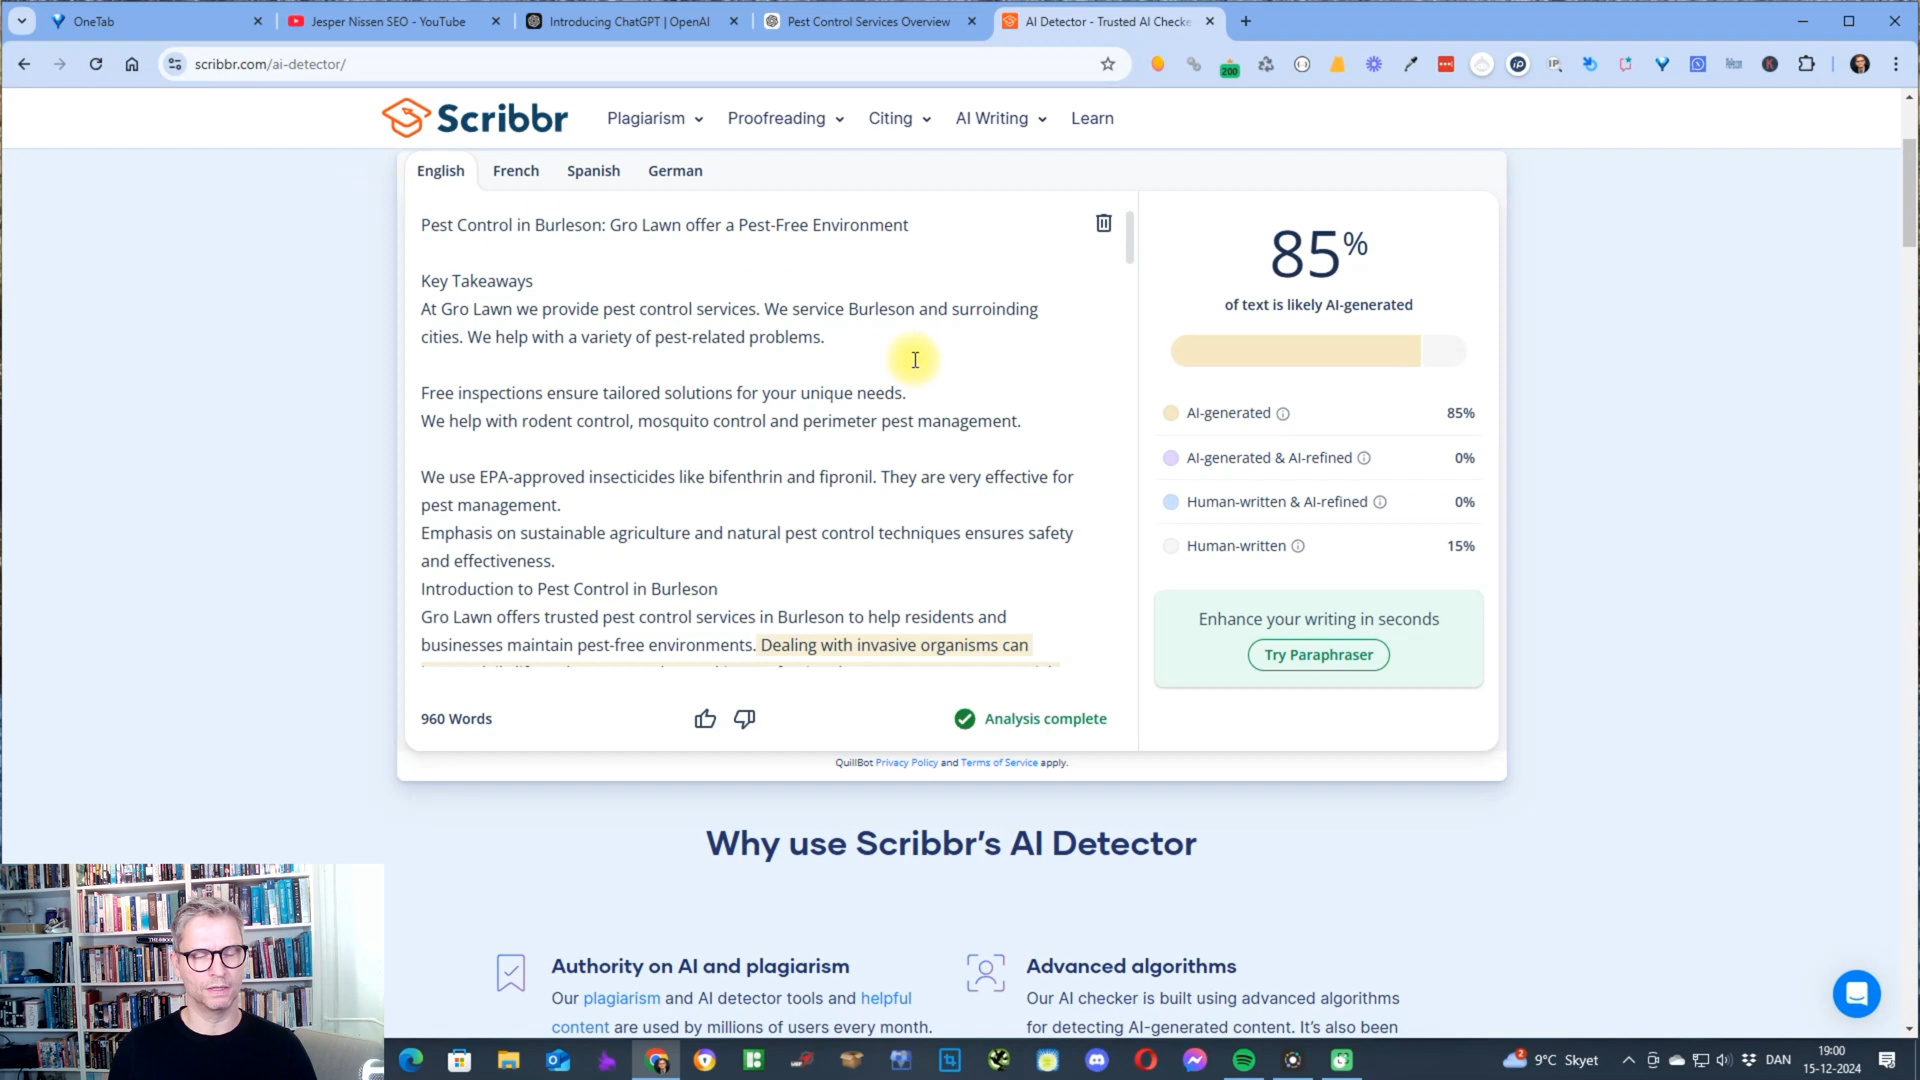 OneTab
Jesper Nissen SEO - YouTube
Introducing ChatGPT | OpenAI
Pest Control Services Overview
AI Detector - Trusted AI Checke
scribbr.com/ai-detector/
200
Scribbr
Plagiarism
Proofreading
Citing
AI Writing
Learn
English
French
Spanish
German
Pest Control in Burleson: Gro Lawn offer a Pest-Free Environment
Key Takeaways
At Gro Lawn we provide pest control services. We service Burleson and surroinding
cities. We help with a variety of pest-related problems.
Free inspections ensure tailored solutions for your unique needs.
We help with rodent control, mosquito control and perimeter pest management.
We use EPA-approved insecticides like bifenthrin and fipronil. They are very effective for
pest management.
Emphasis on sustainable agriculture and natural pest control techniques ensures safety
and effectiveness.
Introduction to Pest Control in Burleson
Gro Lawn offers trusted pest control services in Burleson to help residents and
businesses maintain pest-free environments. Dealing with invasive organisms can
960 Words
Analysis complete
85%
of text is likely AI-generated
AI-generated 85%
AI-generated & AI-refined 0%
Human-written & AI-refined 0%
Human-written 15%
Enhance your writing in seconds
Try Paraphraser
QuillBot Privacy Policy and Terms of Service apply.
Why use Scribbr's AI Detector
Authority on AI and plagiarism
Our plagiarism and AI detector tools and helpful
content are used by millions of users every month.
Advanced algorithms
Our AI checker is built using advanced algorithms
for detecting AI-generated content. It's also been
2
9°C Skyet
DAN
19:00
15-12-2024